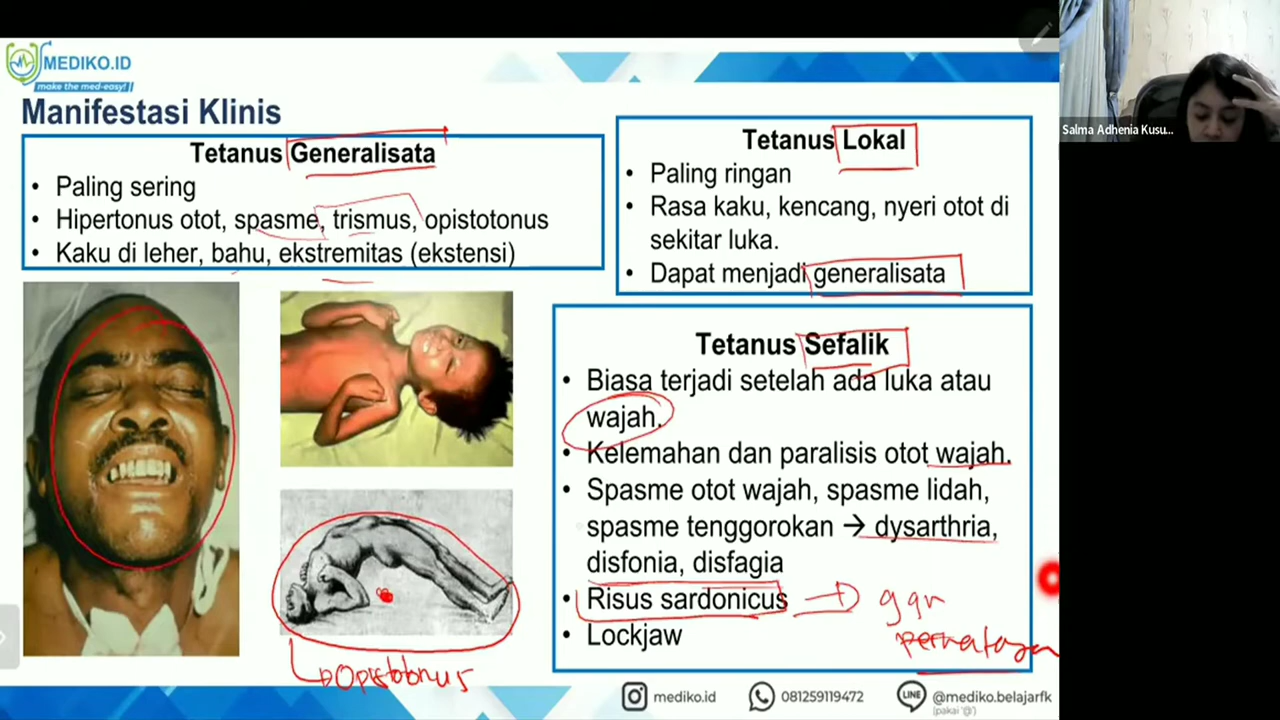 MEDIKO.ID
make the med-easy!
Manifestasi Klinis
Tetanus Generalisata
• Paling sering
• Hipertonus otot, spasme, trismus, opistotonus
• Kaku di leher, bahu, ekstremitas (ekstensi)
Tetanus Lokal
• Paling ringan
• Rasa kaku, kencang, nyeri otot di
sekitar luka.
• Dapat menjadi generalisata
Tetanus Sefalik
• Biasa terjadi setelah ada luka atau
wajah.
• Kelemahan dan paralisis otot wajah.
• Spasme otot wajah, spasme lidah,
spasme tenggorokan → dysarthria,
disfonia, disfagia
• Risus sardonicus
• Lockjaw
Opistotonus
mediko.id
081259119472
LINE
@mediko.belajarfk
(pakai '@')
Salma Adhenia Kusu...